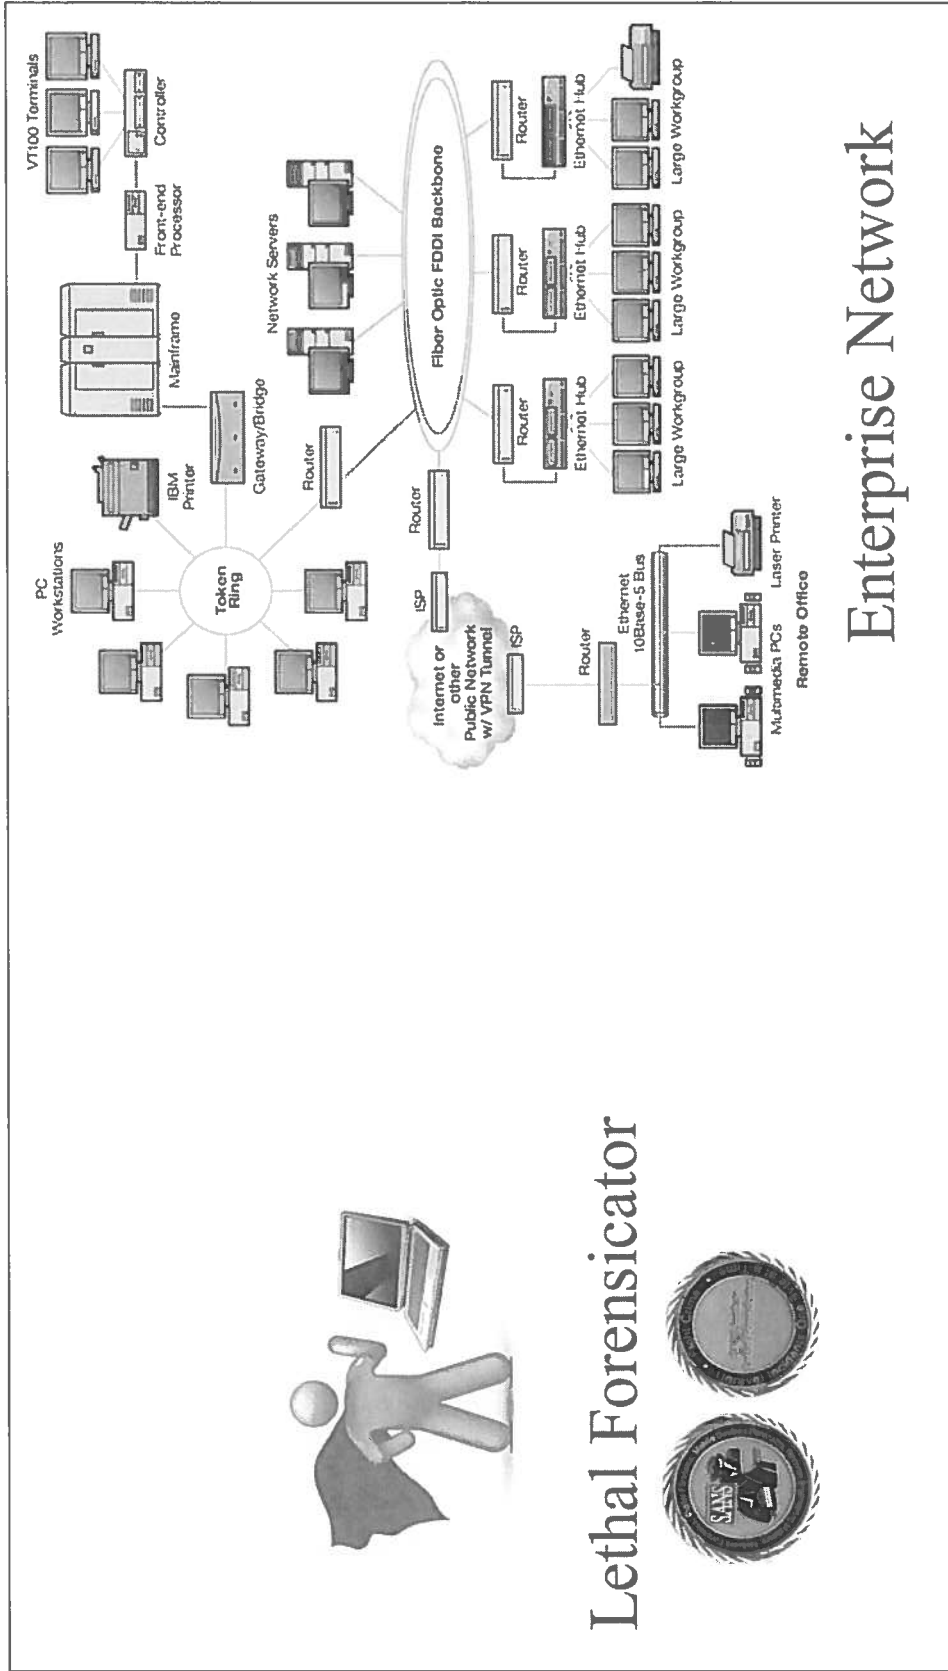 Lethal Forensicator
SANS
VT100 Terminals
Controller
Front-end
Processor
Mainframe
PC
Workstations
IBM
Printer
Gateway/Bridge
Token
Ring
Router
Network Servers
Fiber Optic FDDI Backbone
Router
ISP
Internet or
other
Public Network
w/ VPN Tunnel
ISP
Router
Router
Router
Ethernet Hub
Ethernet Hub
Ethernet Hub
Large Workgroup
Large Workgroup
Large Workgroup
Router
Ethernet
10Base-5 Bus
Multimedia PCs
Laser Printer
Remote Office
Enterprise Network